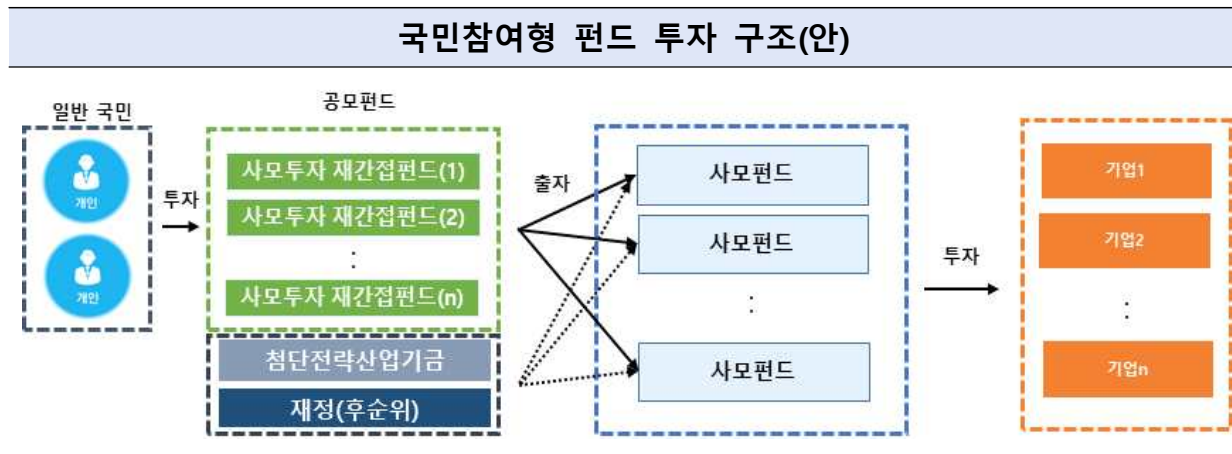 국민참여형 펀드 투자 구조(안)
일반 국민
개인
개인
투자
공모펀드
사모투자 재간접펀드(1)
사모투자 재간접펀드(2)
:
사모투자 재간접펀드(n)
첨단전략산업기금
재정(후순위)
출자
사모펀드
사모펀드
:
사모펀드
투자
기업1
기업2
:
기업n